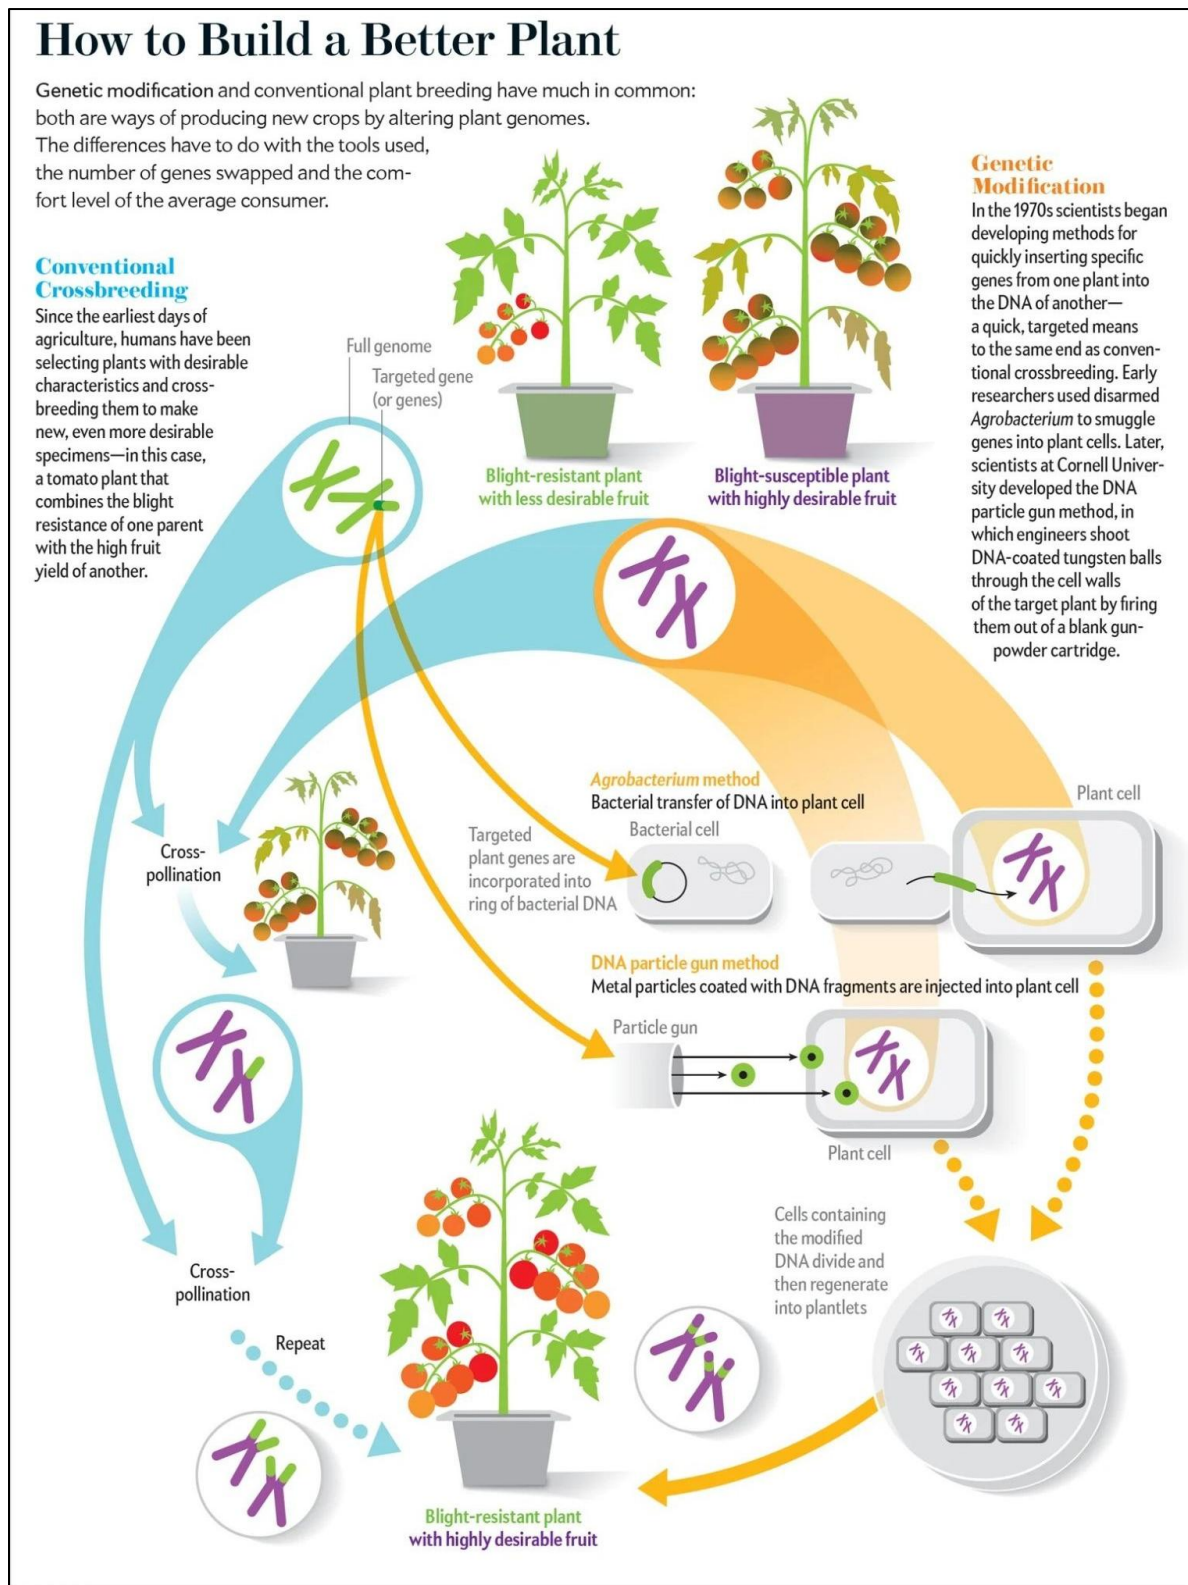 How to Build a Better Plant
Genetic modification and conventional plant breeding have much in common:
both are ways of producing new crops by altering plant genomes.
The differences have to do with the tools used,
the number of genes swapped and the com-
fort level of the average consumer.
Conventional
Crossbreeding
Since the earliest days of
agriculture, humans have been
selecting plants with desirable
characteristics and cross-
breeding them to make
new, even more desirable
specimens—in this case,
a tomato plant that
combines the blight
resistance of one parent
with the high fruit
yield of another.
Full genome
Targeted gene
(or genes)
Blight-resistant plant
with less desirable fruit
Blight-susceptible plant
with highly desirable fruit
Genetic
Modification
In the 1970s scientists began
developing methods for
quickly inserting specific
genes from one plant into
the DNA of another—
a quick, targeted means
to the same end as conven-
tional crossbreeding. Early
researchers used disarmed
Agrobacterium to smuggle
genes into plant cells. Later,
scientists at Cornell Univer-
sity developed the DNA
particle gun method, in
which engineers shoot
DNA-coated tungsten balls
through the cell walls
of the target plant by firing
them out of a blank gun-
powder cartridge.
Cross-
pollination
Agrobacterium method
Bacterial transfer of DNA into plant cell
Targeted
plant genes are
incorporated into
ring of bacterial DNA
Bacterial cell
Plant cell
DNA particle gun method
Metal particles coated with DNA fragments are injected into plant cell
Particle gun
Plant cell
Cells containing
the modified
DNA divide and
then regenerate
into plantlets
Cross-
pollination
Repeat
Blight-resistant plant
with highly desirable fruit